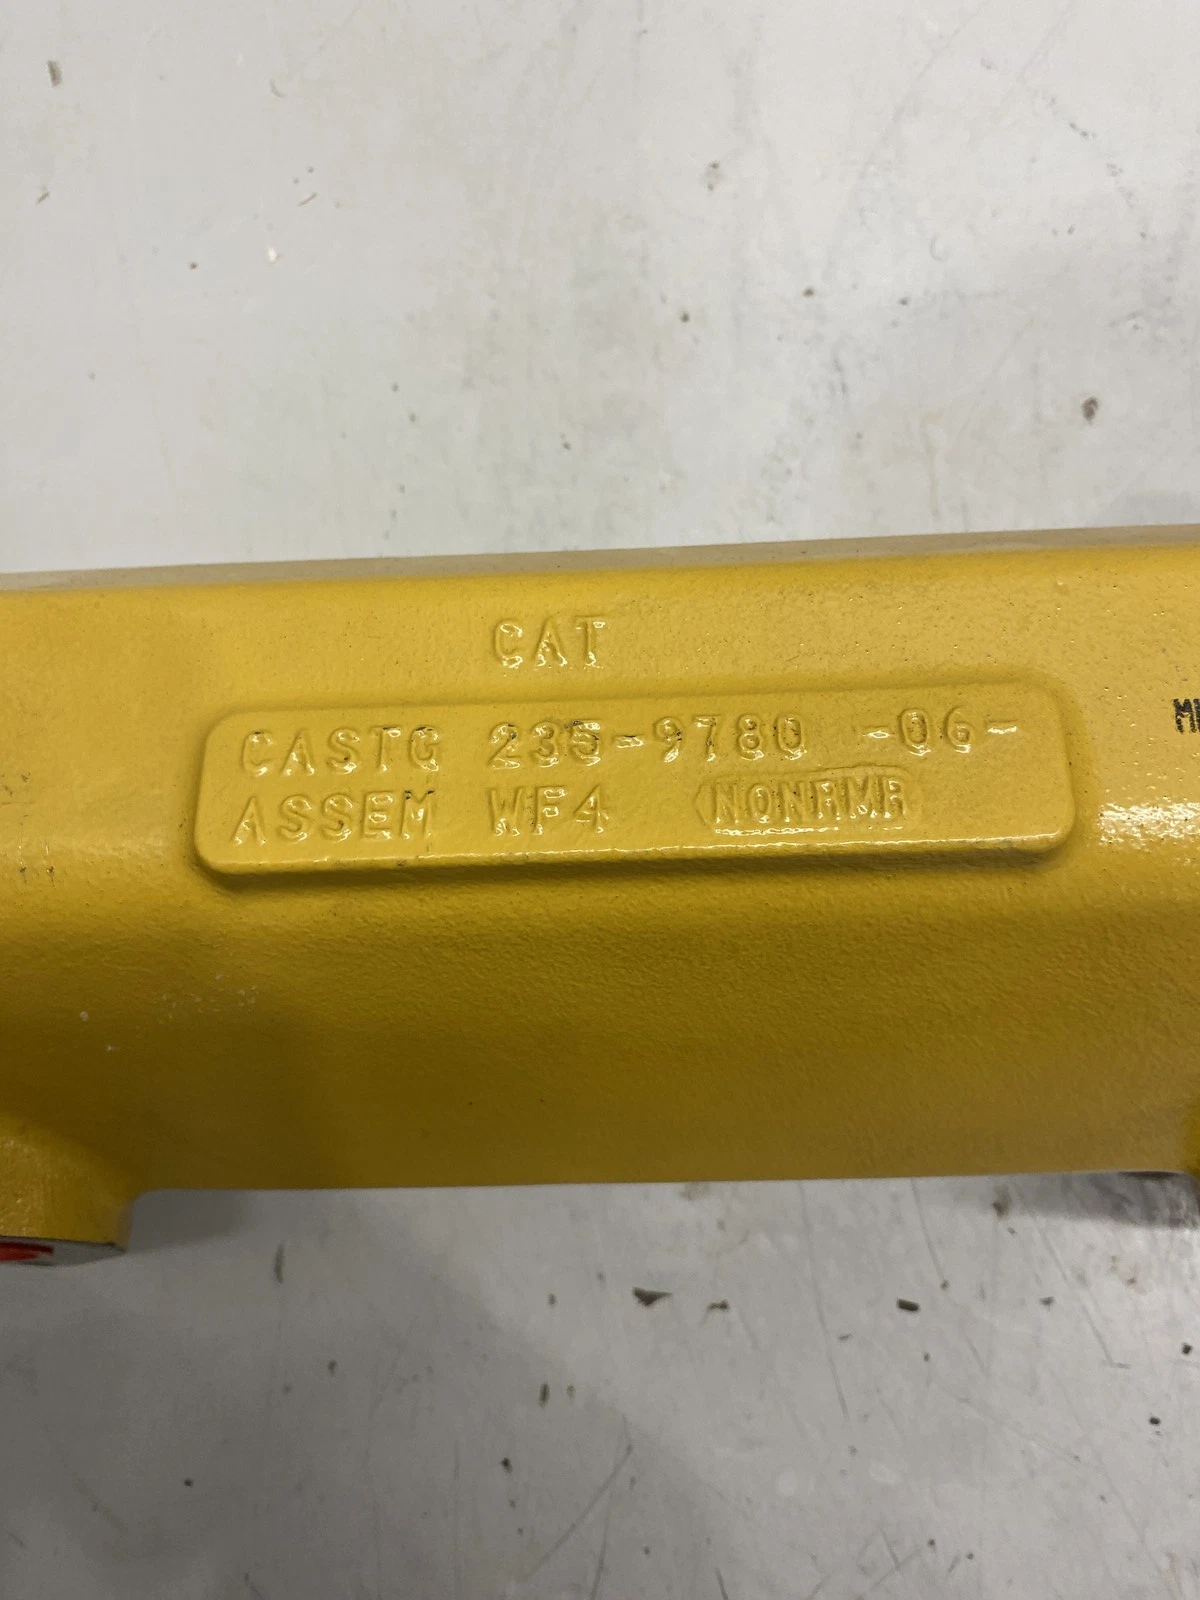 CAT
CASTG 235-9780 -06-
ASSEM WF4 NONRMR